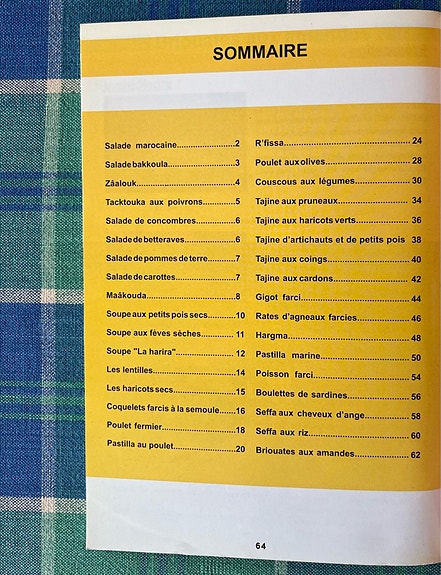 SOMMAIRE
Salade marocaine..........................2
Salade bakkoula..........................3
Zâalouk..........................4
Tacktouka aux poivrons..........................5
Salade de concombres..........................6
Salade de betteraves..........................6
Salade de pommes de terre..........................7
Salade de carottes..........................7
Maâkouda..........................8
Soupe aux petits pois secs..........................10
Soupe aux fèves sèches..........................11
Soupe "La harira"..........................12
Les lentilles..........................14
Les haricots secs..........................15
Coquelets farcis à la semoule..........................16
Poulet fermier..........................18
Pastilla au poulet..........................20
R'fissa..........................24
Poulet aux olives..........................28
Couscous aux légumes..........................30
Tajine aux pruneaux..........................34
Tajine aux haricots verts..........................36
Tajine d'artichauts et de petits pois 38
Tajine aux coings..........................40
Tajine aux cardons..........................42
Gigot farci..........................44
Rates d'agneaux farcies..........................46
Hargma..........................48
Pastilla marine..........................50
Poisson farci..........................54
Boulettes de sardines..........................56
Seffa aux cheveux d'ange..........................58
Seffa aux riz..........................60
Briouates aux amandes..........................62
64